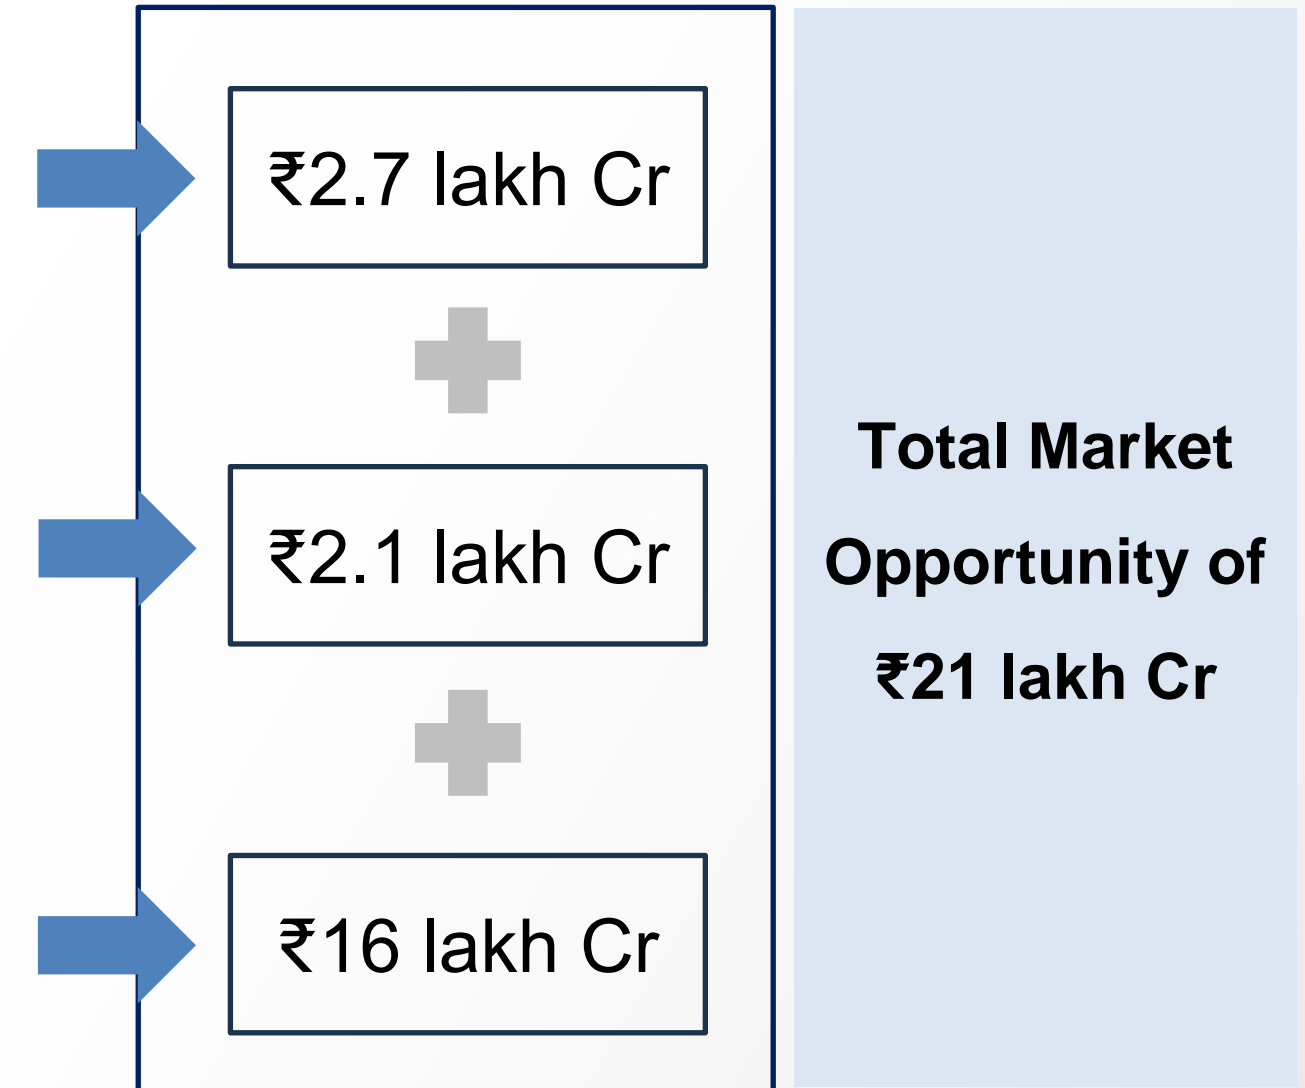 ₹2.7 lakh Cr
₹2.1 lakh Cr
₹16 lakh Cr
Total Market
Opportunity of
₹21 lakh Cr